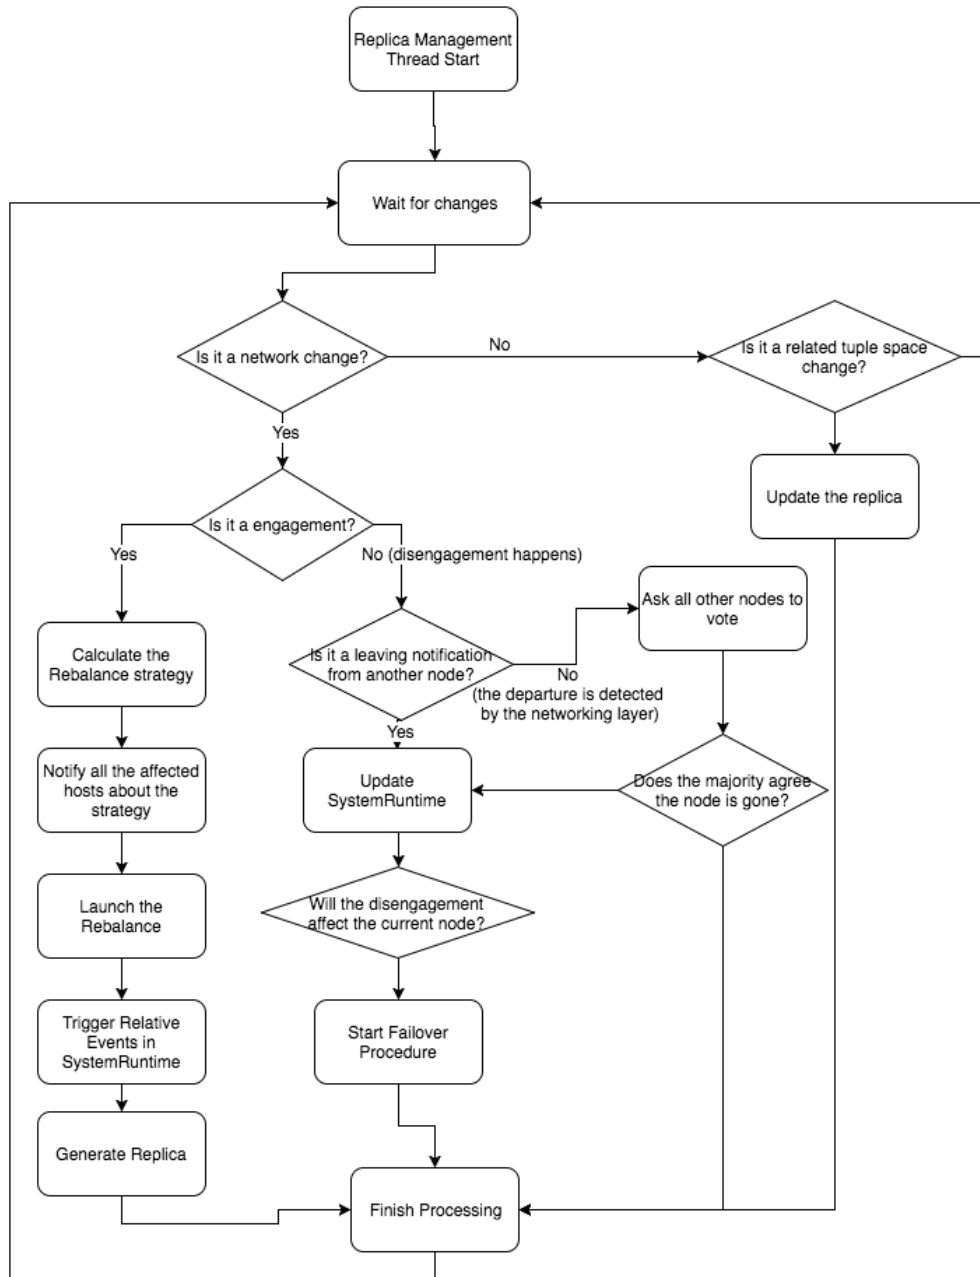 Replica Management
Thread Start
Wait for changes
Is it a network change?
No
Is it a related tuple space
change?
Yes
Update the replica
Is it a engagement?
Yes
No (disengagement happens)
Ask all other nodes to
vote
Calculate the
Rebalance strategy
Is it a leaving notification
from another node?
No
(the departure is detected
by the networking layer)
Yes
Notify all the affected
hosts about the
strategy
Update
SystemRuntime
Does the majority agree
the node is gone?
Launch the
Rebalance
Will the disengagement
affect the current node?
Trigger Relative
Events in
SystemRuntime
Start Failover
Procedure
Generate Replica
Finish Processing